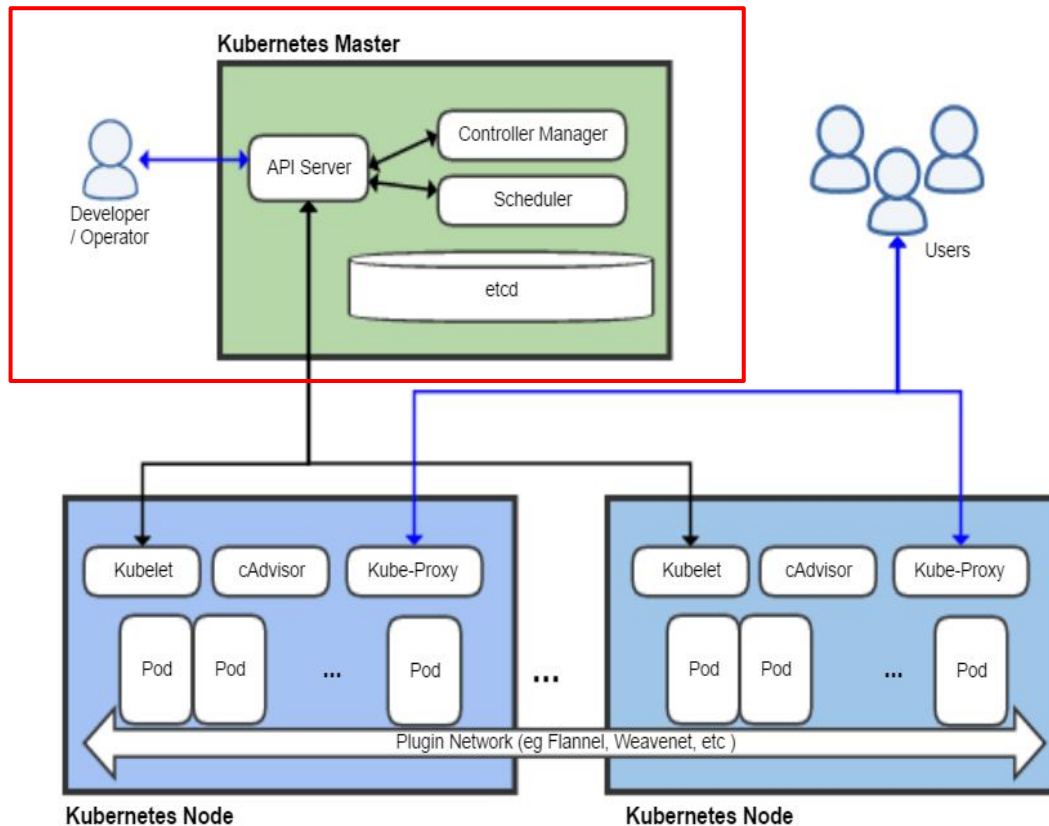 Kubernetes Master
API Server
Controller Manager
Scheduler
etcd
Developer
/ Operator
Users
Kubelet
cAdvisor
Kube-Proxy
Pod
Pod
...
Pod
...
Kubelet
cAdvisor
Kube-Proxy
Pod
Pod
...
Pod
Plugin Network (eg Flannel, Weavenet, etc )
Kubernetes Node
Kubernetes Node